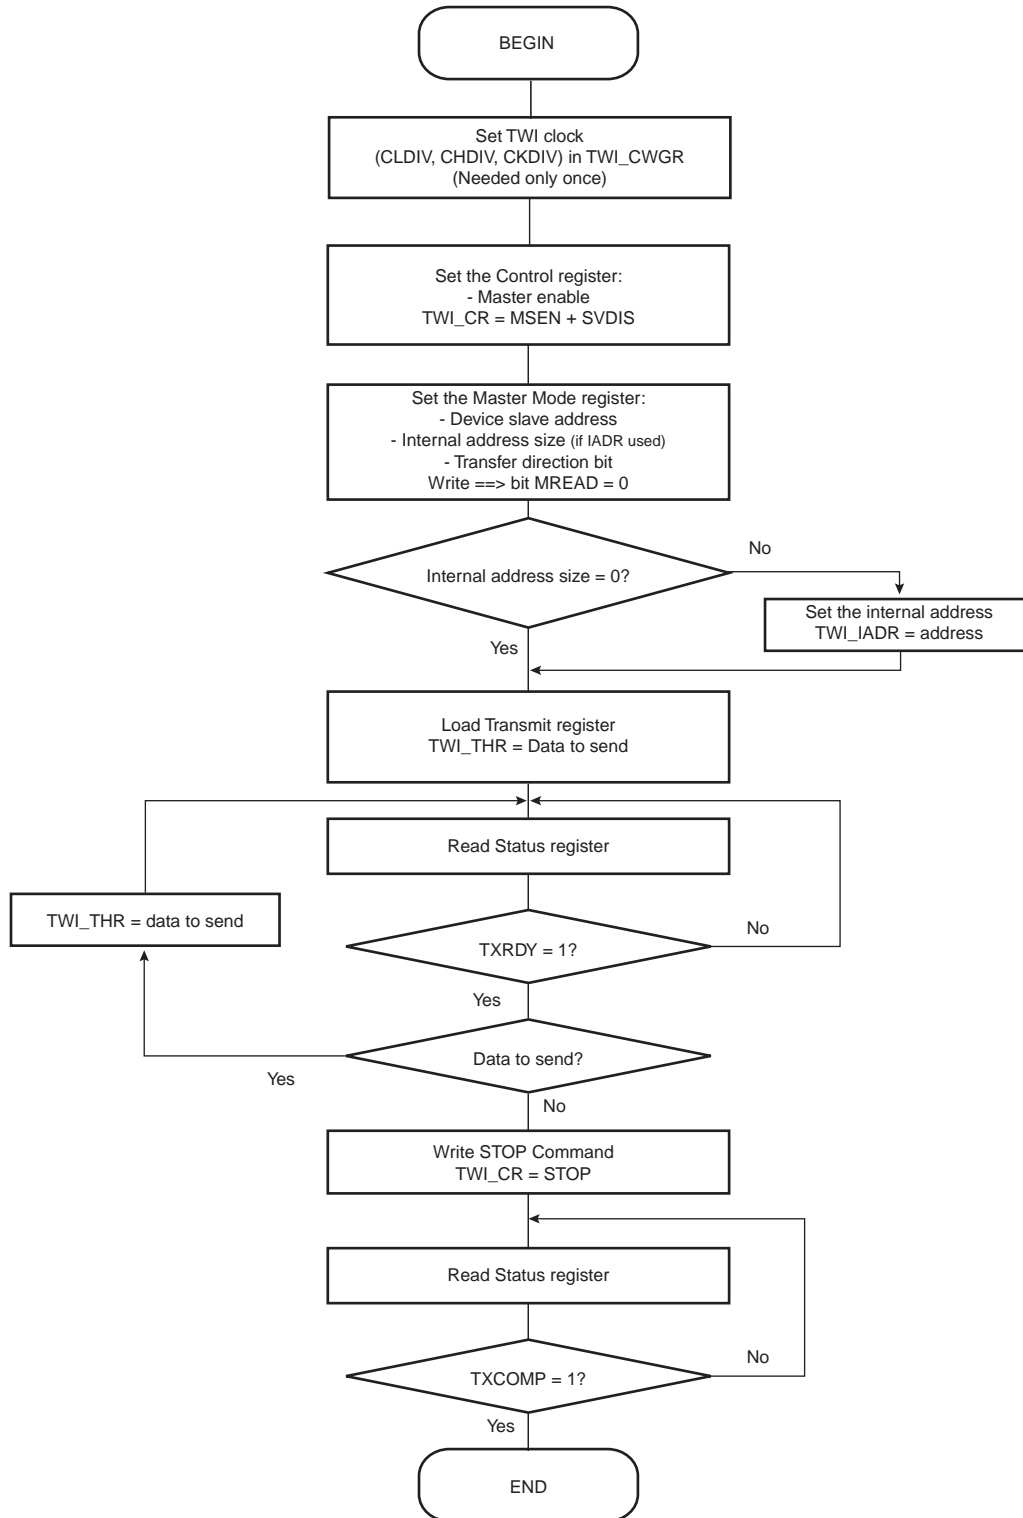 BEGIN
Set TWI clock
(CLDIV, CHDIV, CKDIV) in TWI_CWGR
(Needed only once)
Set the Control register:
- Master enable
TWI_CR = MSEN + SVDIS
Set the Master Mode register:
- Device slave address
- Internal address size (if IADR used)
- Transfer direction bit
Write ==> bit MREAD = 0
Internal address size = 0?
No
Set the internal address
TWI_IADR = address
Yes
Load Transmit register
TWI_THR = Data to send
Read Status register
TWI_THR = data to send
TXRDY = 1?
No
Yes
Data to send?
Yes
No
Write STOP Command
TWI_CR = STOP
Read Status register
TXCOMP = 1?
No
Yes
END